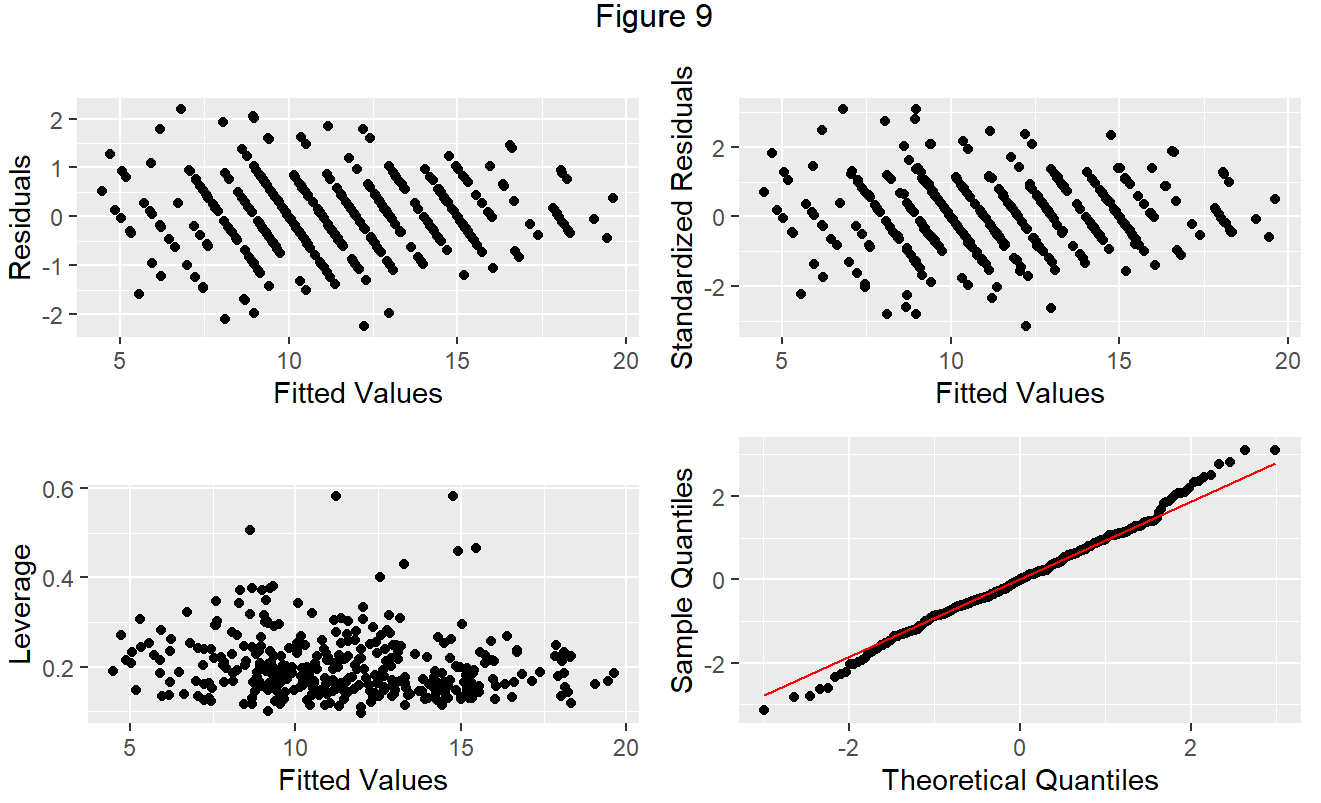 Figure 9
Residuals
2
1
0
-1
-2
5 10 15 20
Fitted Values
Standardized Residuals
2
0
-2
5 10 15 20
Fitted Values
Leverage
0.6
0.4
0.2
5 10 15 20
Fitted Values
Sample Quantiles
2
0
-2
-2 0 2
Theoretical Quantiles